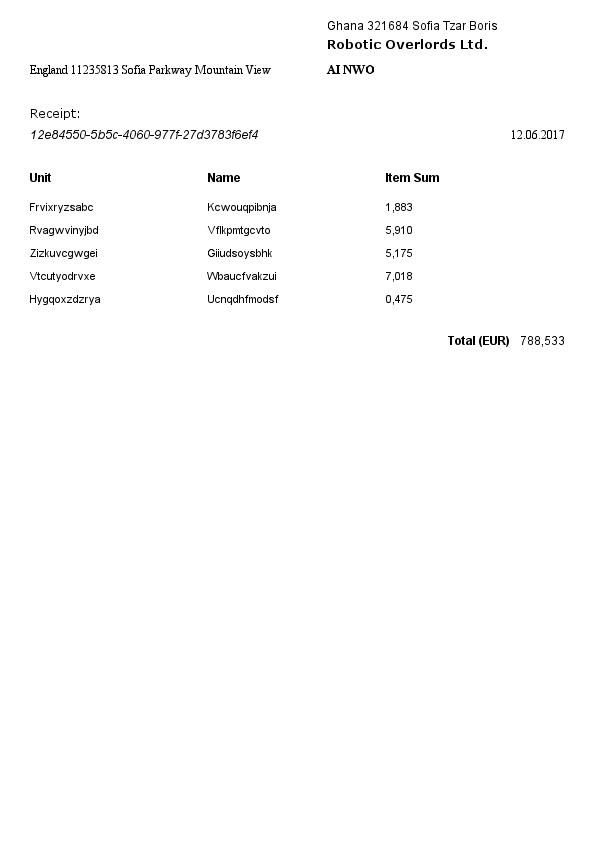 Ghana 321684 Sofia Tzar Boris
Robotic Overlords Ltd.
England 11235813 Sofia Parkway Mountain View AI NWO
Receipt:
12e84550-5b5c-4060-977f-27d3783f6ef4 12.06.2017
Unit Name Item Sum
Frvixryzsabc Kcwouqpibnja 1,883
Rvagwvinyjbd Vflkpmtgcvto 5,910
Zizkuvcgwgei Giiudsoysbhk 5,175
Vtcutyodrvxe Wbaucfvakzui 7,018
Hygqoxzdzrya Ucnqdhfmodsf 0,475
Total (EUR) 788,533